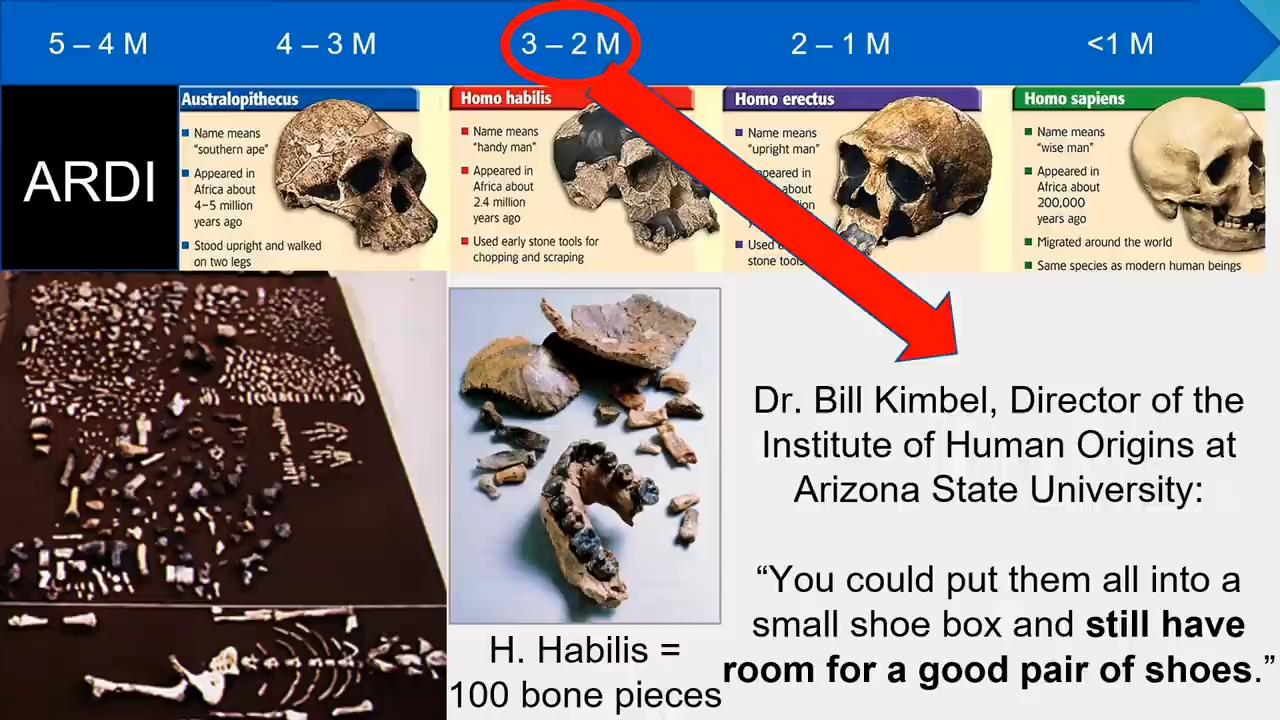 5 – 4 M
4 – 3 M
3 – 2 M
2 – 1 M
<1 M
ARDI
Australopithecus
Name means
“southern ape”
Appeared in
Africa about
4–5 million
years ago
Stood upright and walked
on two legs
Homo habilis
Name means
“handy man”
Appeared in
Africa about
2.4 million
years ago
Used early stone tools for
chopping and scraping
Homo erectus
Name means
“upright man”
about
Used
stone tools
Homo sapiens
Name means
“wise man”
Appeared in
Africa about
200,000
years ago
Migrated around the world
Same species as modern human beings
H. Habilis =
100 bone pieces
Dr. Bill Kimbel, Director of the
Institute of Human Origins at
Arizona State University:
“You could put them all into a
small shoe box and still have
room for a good pair of shoes.”